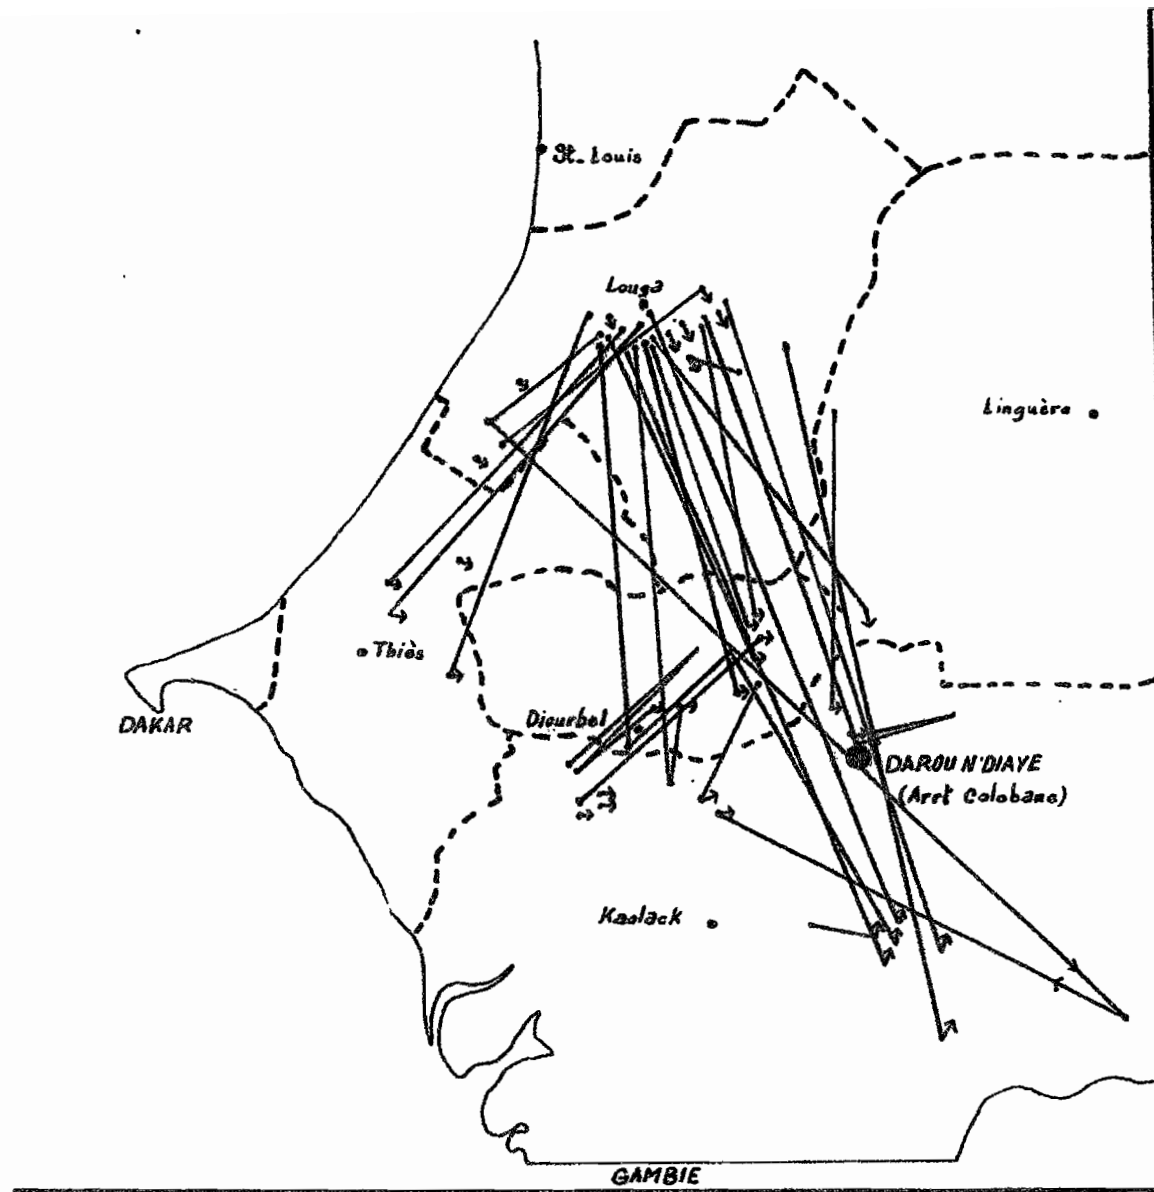 St. Louis
Louga
Linguère
Thiès
DAKAR
Diourbel
DAROU N'DIAYE
(Arrt Colobane)
Kaolack
GAMBIE